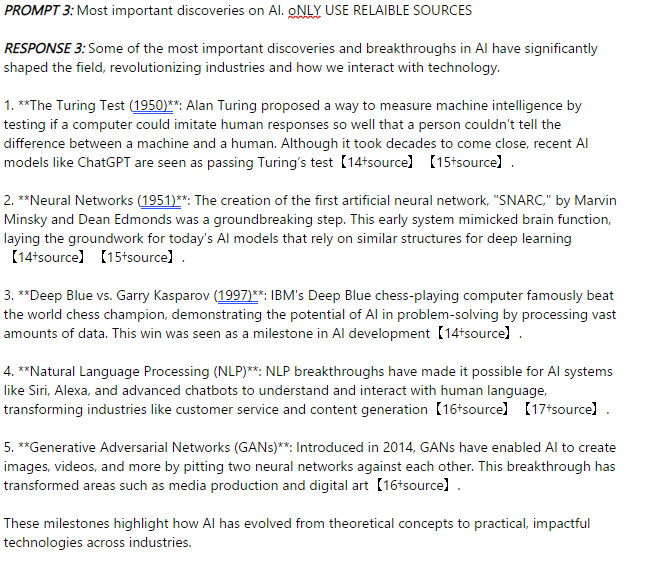 PROMPT 3: Most important discoveries on AI. oNLY USE RELAIBLE SOURCES
RESPONSE 3: Some of the most important discoveries and breakthroughs in AI have significantly
shaped the field, revolutionizing industries and how we interact with technology.
1. **The Turing Test (1950)**: Alan Turing proposed a way to measure machine intelligence by
testing if a computer could imitate human responses so well that a person couldn't tell the
difference between a machine and a human. Although it took decades to come close, recent AI
models like ChatGPT are seen as passing Turing's test【14†source】【15†source】.
2. **Neural Networks (1951)**: The creation of the first artificial neural network, "SNARC," by Marvin
Minsky and Dean Edmonds was a groundbreaking step. This early system mimicked brain function,
laying the groundwork for today's AI models that rely on similar structures for deep learning
【14†source】【15†source】.
3. **Deep Blue vs. Garry Kasparov (1997)**: IBM's Deep Blue chess-playing computer famously beat
the world chess champion, demonstrating the potential of AI in problem-solving by processing vast
amounts of data. This win was seen as a milestone in AI development【14†source】.
4. **Natural Language Processing (NLP)**: NLP breakthroughs have made it possible for AI systems
like Siri, Alexa, and advanced chatbots to understand and interact with human language,
transforming industries like customer service and content generation【16†source】【17†source】.
5. **Generative Adversarial Networks (GANs)**: Introduced in 2014, GANs have enabled AI to create
images, videos, and more by pitting two neural networks against each other. This breakthrough has
transformed areas such as media production and digital art【16†source】.
These milestones highlight how AI has evolved from theoretical concepts to practical, impactful
technologies across industries.